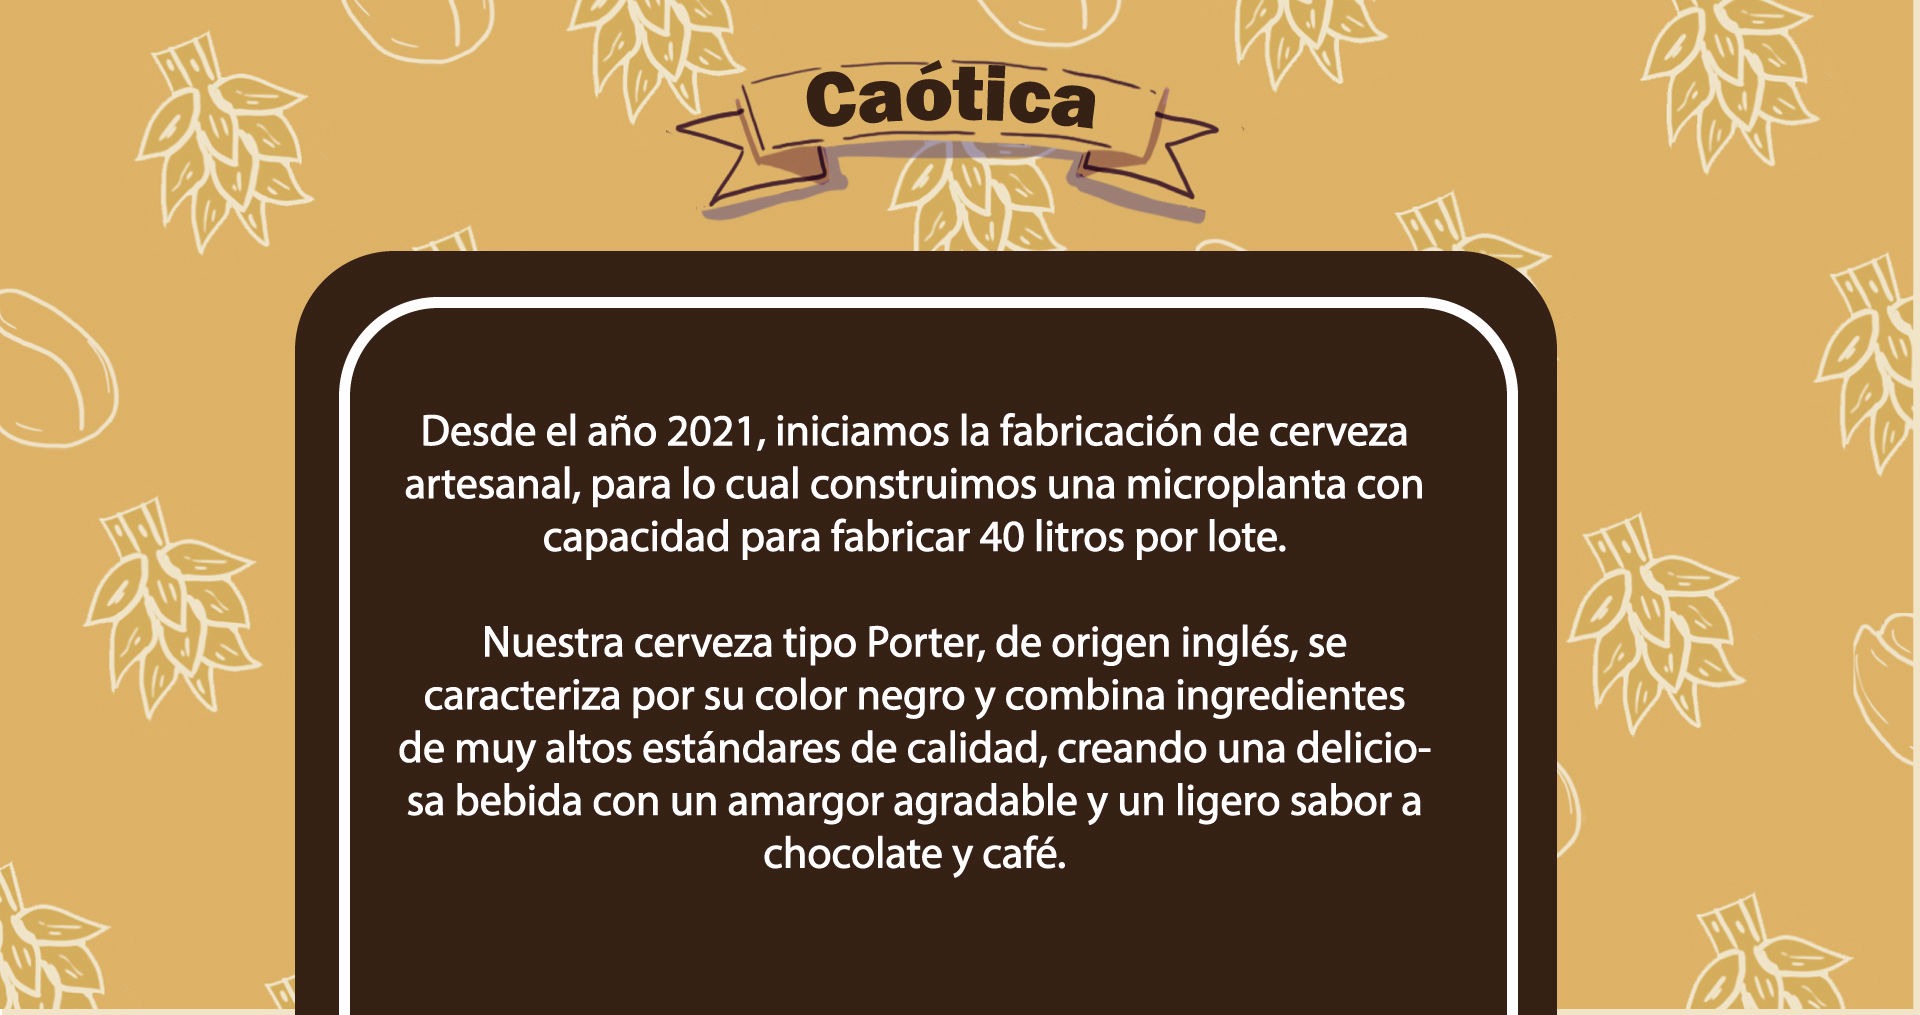 Caótica
Desde el año 2021, iniciamos la fabricación de cerveza
artesanal, para lo cual construimos una microplanta con
capacidad para fabricar 40 litros por lote.
Nuestra cerveza tipo Porter, de origen inglés, se
caracteriza por su color negro y combina ingredientes
de muy altos estándares de calidad, creando una delicio-
sa bebida con un amargor agradable y un ligero sabor a
chocolate y café.